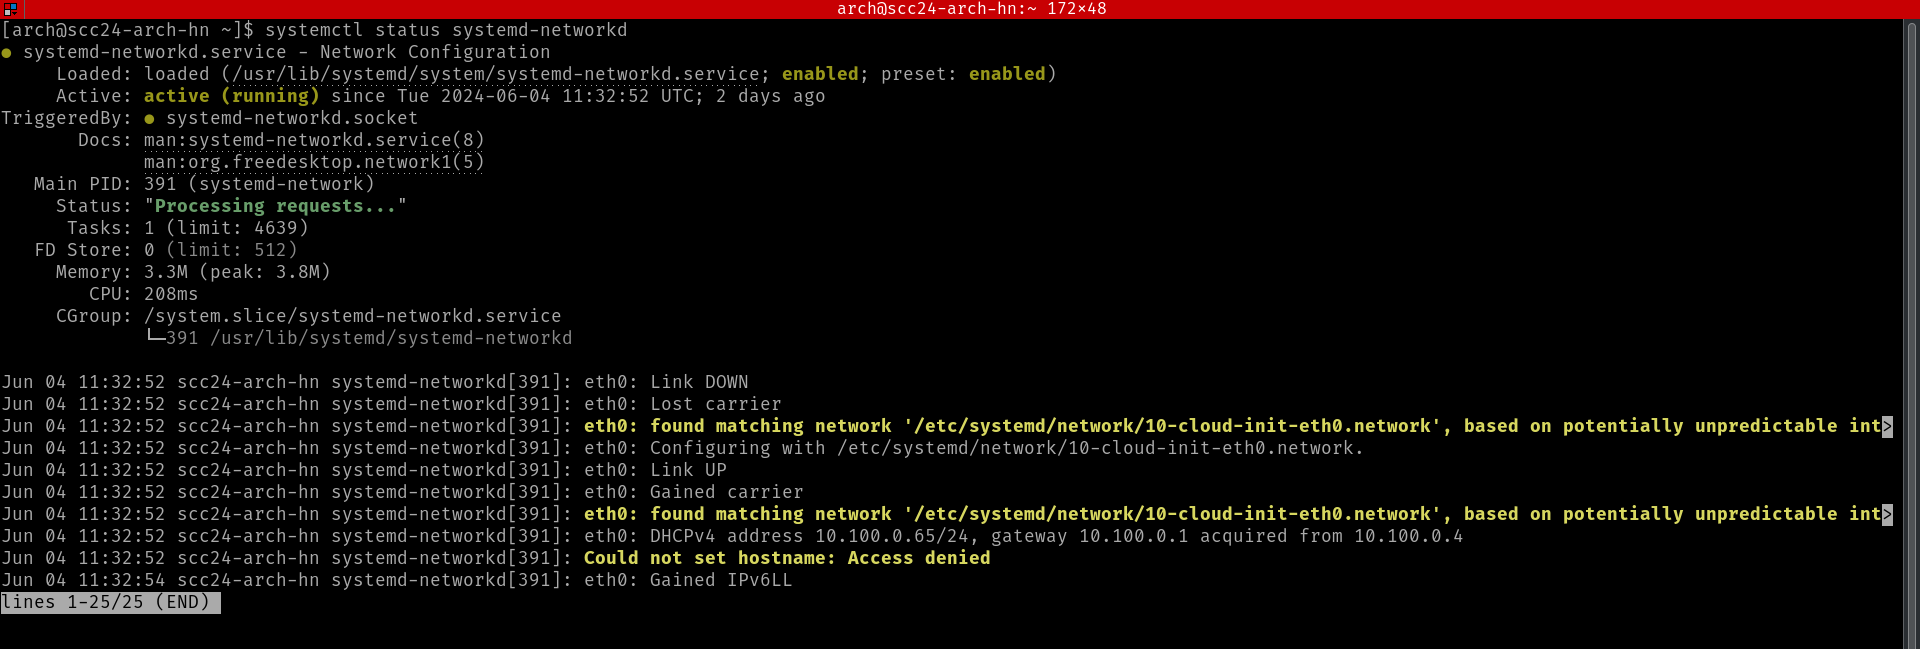 arch@scc24-arch-hn:~ 172×48
[arch@scc24-arch-hn ~]$ systemctl status systemd-networkd
● systemd-networkd.service - Network Configuration
     Loaded: loaded (/usr/lib/systemd/system/systemd-networkd.service; enabled; preset: enabled)
     Active: active (running) since Tue 2024-06-04 11:32:52 UTC; 2 days ago
TriggeredBy: ● systemd-networkd.socket
       Docs: man:systemd-networkd.service(8)
             man:org.freedesktop.network1(5)
   Main PID: 391 (systemd-network)
     Status: "Processing requests..."
      Tasks: 1 (limit: 4639)
   FD Store: 0 (limit: 512)
     Memory: 3.3M (peak: 3.8M)
        CPU: 208ms
     CGroup: /system.slice/systemd-networkd.service
             └─391 /usr/lib/systemd/systemd-networkd
Jun 04 11:32:52 scc24-arch-hn systemd-networkd[391]: eth0: Link DOWN
Jun 04 11:32:52 scc24-arch-hn systemd-networkd[391]: eth0: Lost carrier
Jun 04 11:32:52 scc24-arch-hn systemd-networkd[391]: eth0: found matching network '/etc/systemd/network/10-cloud-init-eth0.network', based on potentially unpredictable int>
Jun 04 11:32:52 scc24-arch-hn systemd-networkd[391]: eth0: Configuring with /etc/systemd/network/10-cloud-init-eth0.network.
Jun 04 11:32:52 scc24-arch-hn systemd-networkd[391]: eth0: Link UP
Jun 04 11:32:52 scc24-arch-hn systemd-networkd[391]: eth0: Gained carrier
Jun 04 11:32:52 scc24-arch-hn systemd-networkd[391]: eth0: found matching network '/etc/systemd/network/10-cloud-init-eth0.network', based on potentially unpredictable int>
Jun 04 11:32:52 scc24-arch-hn systemd-networkd[391]: eth0: DHCPv4 address 10.100.0.65/24, gateway 10.100.0.1 acquired from 10.100.0.4
Jun 04 11:32:52 scc24-arch-hn systemd-networkd[391]: Could not set hostname: Access denied
Jun 04 11:32:54 scc24-arch-hn systemd-networkd[391]: eth0: Gained IPv6LL
lines 1-25/25 (END)